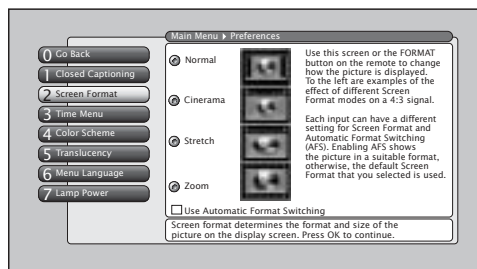 Main Menu ▸ Preferences
0 Go Back
1 Closed Captioning
2 Screen Format
3 Time Menu
4 Color Scheme
5 Translucency
6 Menu Language
7 Lamp Power
Normal
Cinerama
Stretch
Zoom
Use Automatic Format Switching
Use this screen or the FORMAT
button on the remote to change
how the picture is displayed.
To the left are examples of the
effect of different Screen
Format modes on a 4:3 signal.
Each input can have a different
setting for Screen Format and
Automatic Format Switching
(AFS). Enabling AFS shows
the picture in a suitable format,
otherwise, the default Screen
Format that you selected is used.
Screen format determines the format and size of the
picture on the display screen. Press OK to continue.